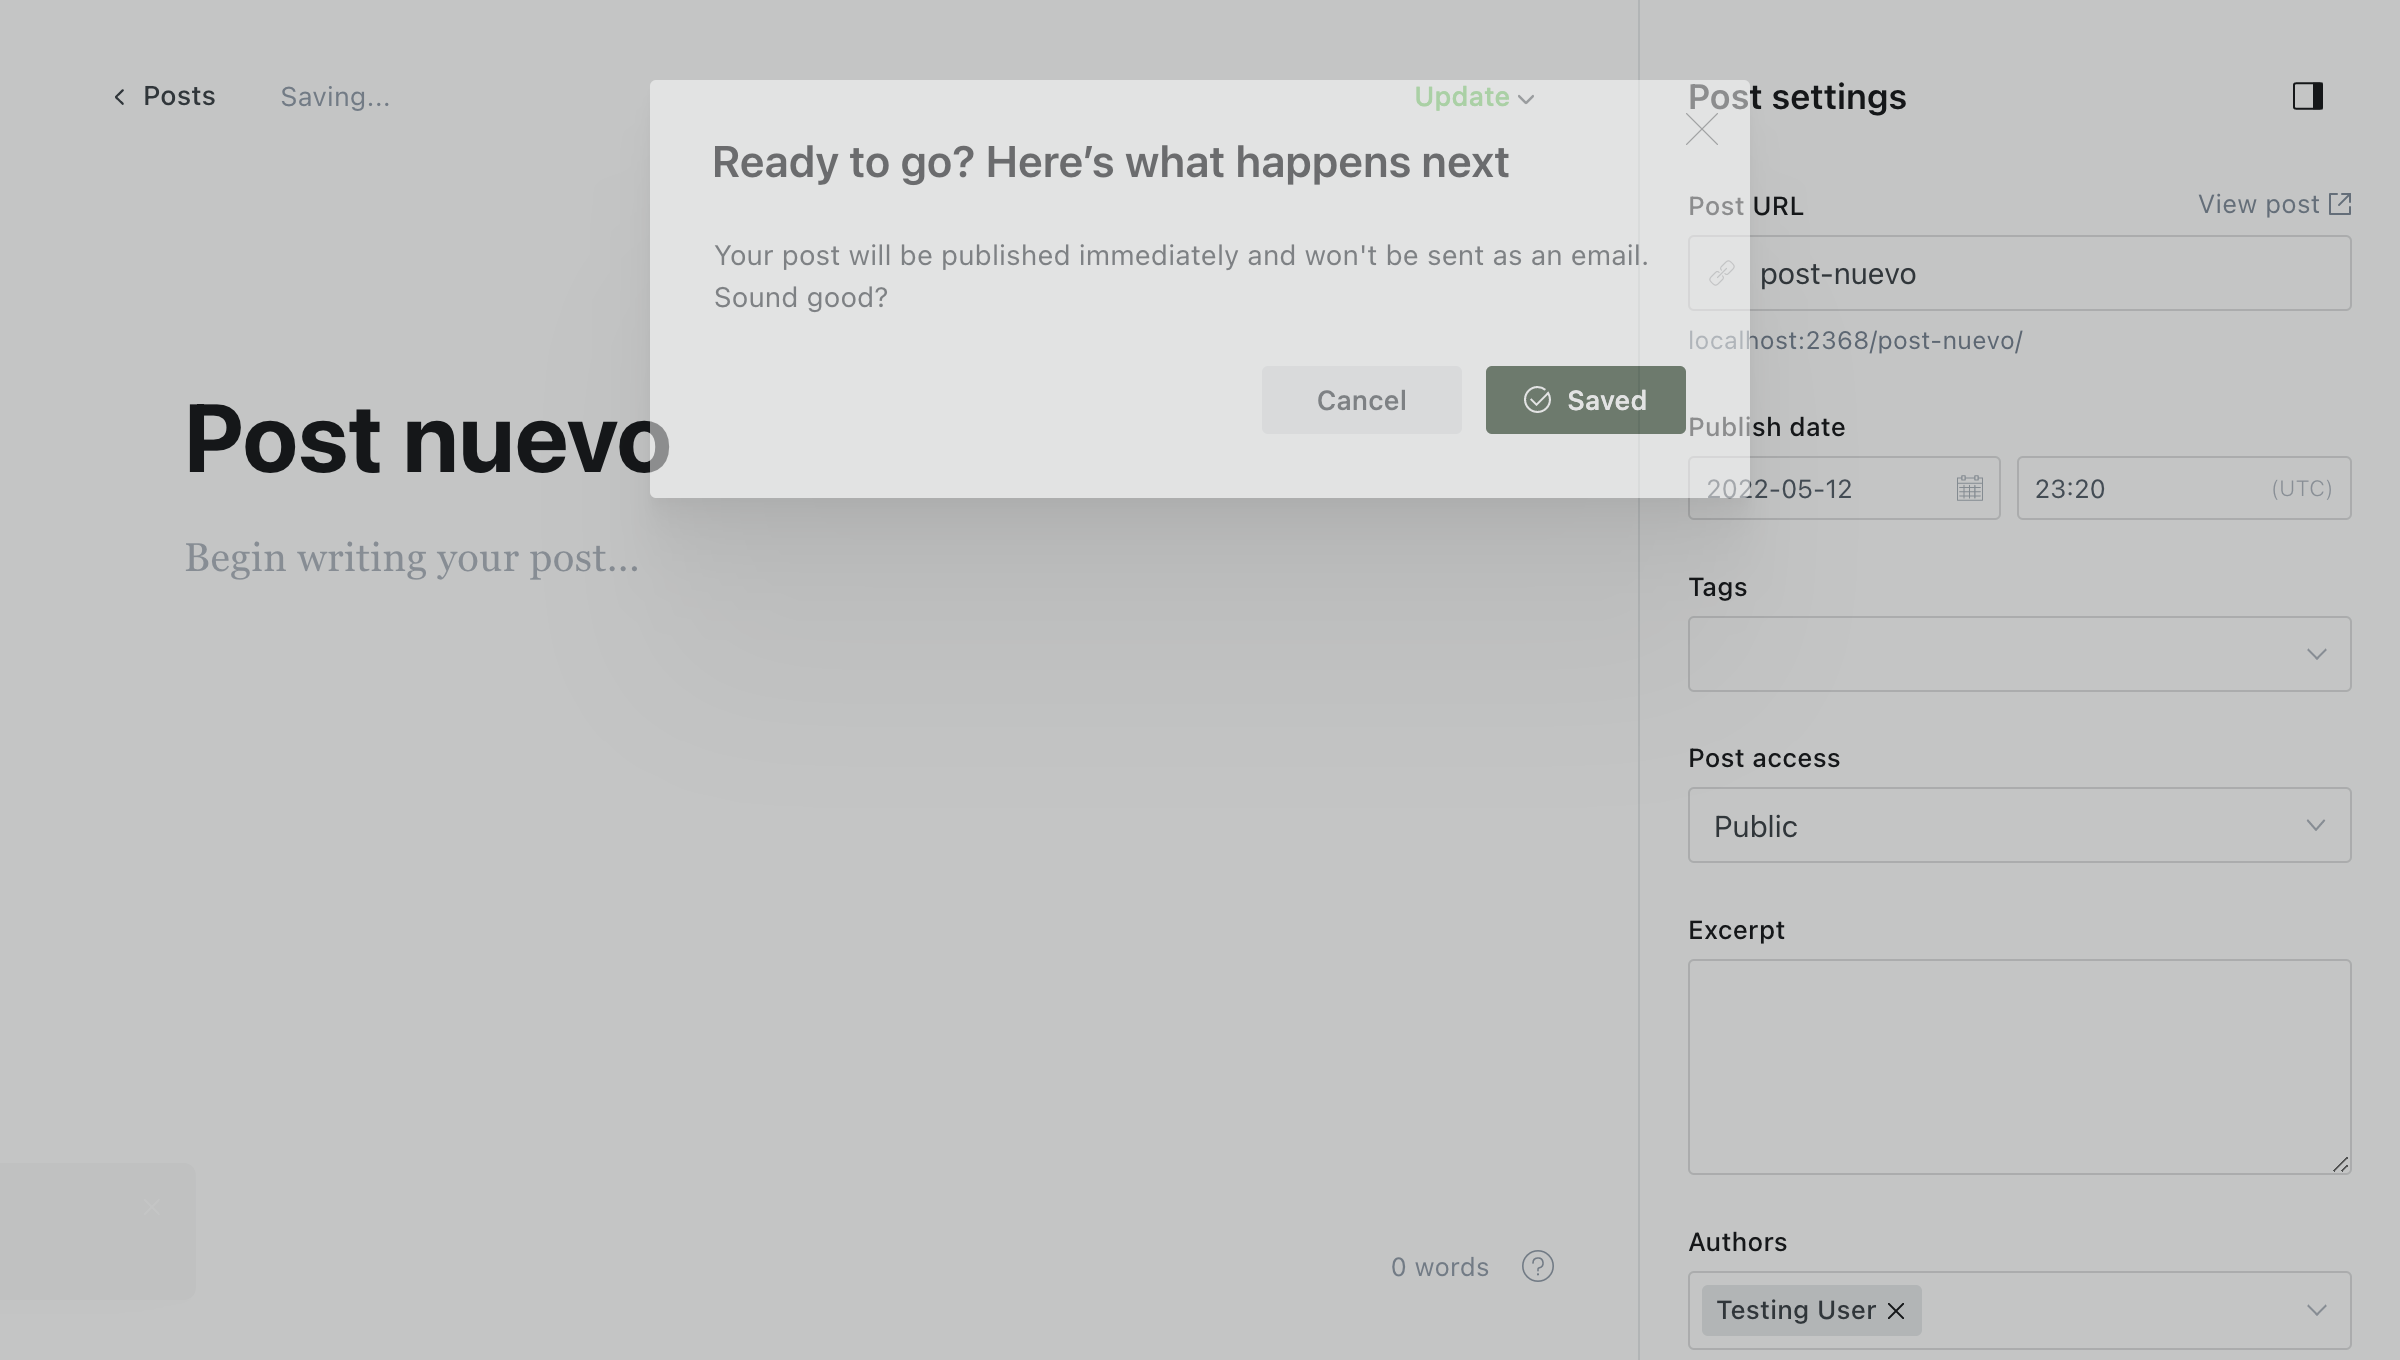 Posts
Saving...
Update
Ready to go? Here’s what happens next
Your post will be published immediately and won't be sent as an email.
Sound good?
Cancel
Saved
Post nuevo
Begin writing your post...
0 words
?
Post settings
Post URL
View post
post-nuevo
localhost:2368/post-nuevo/
Publish date
2022-05-12
23:20
(UTC)
Tags
Post access
Public
Excerpt
Authors
Testing User